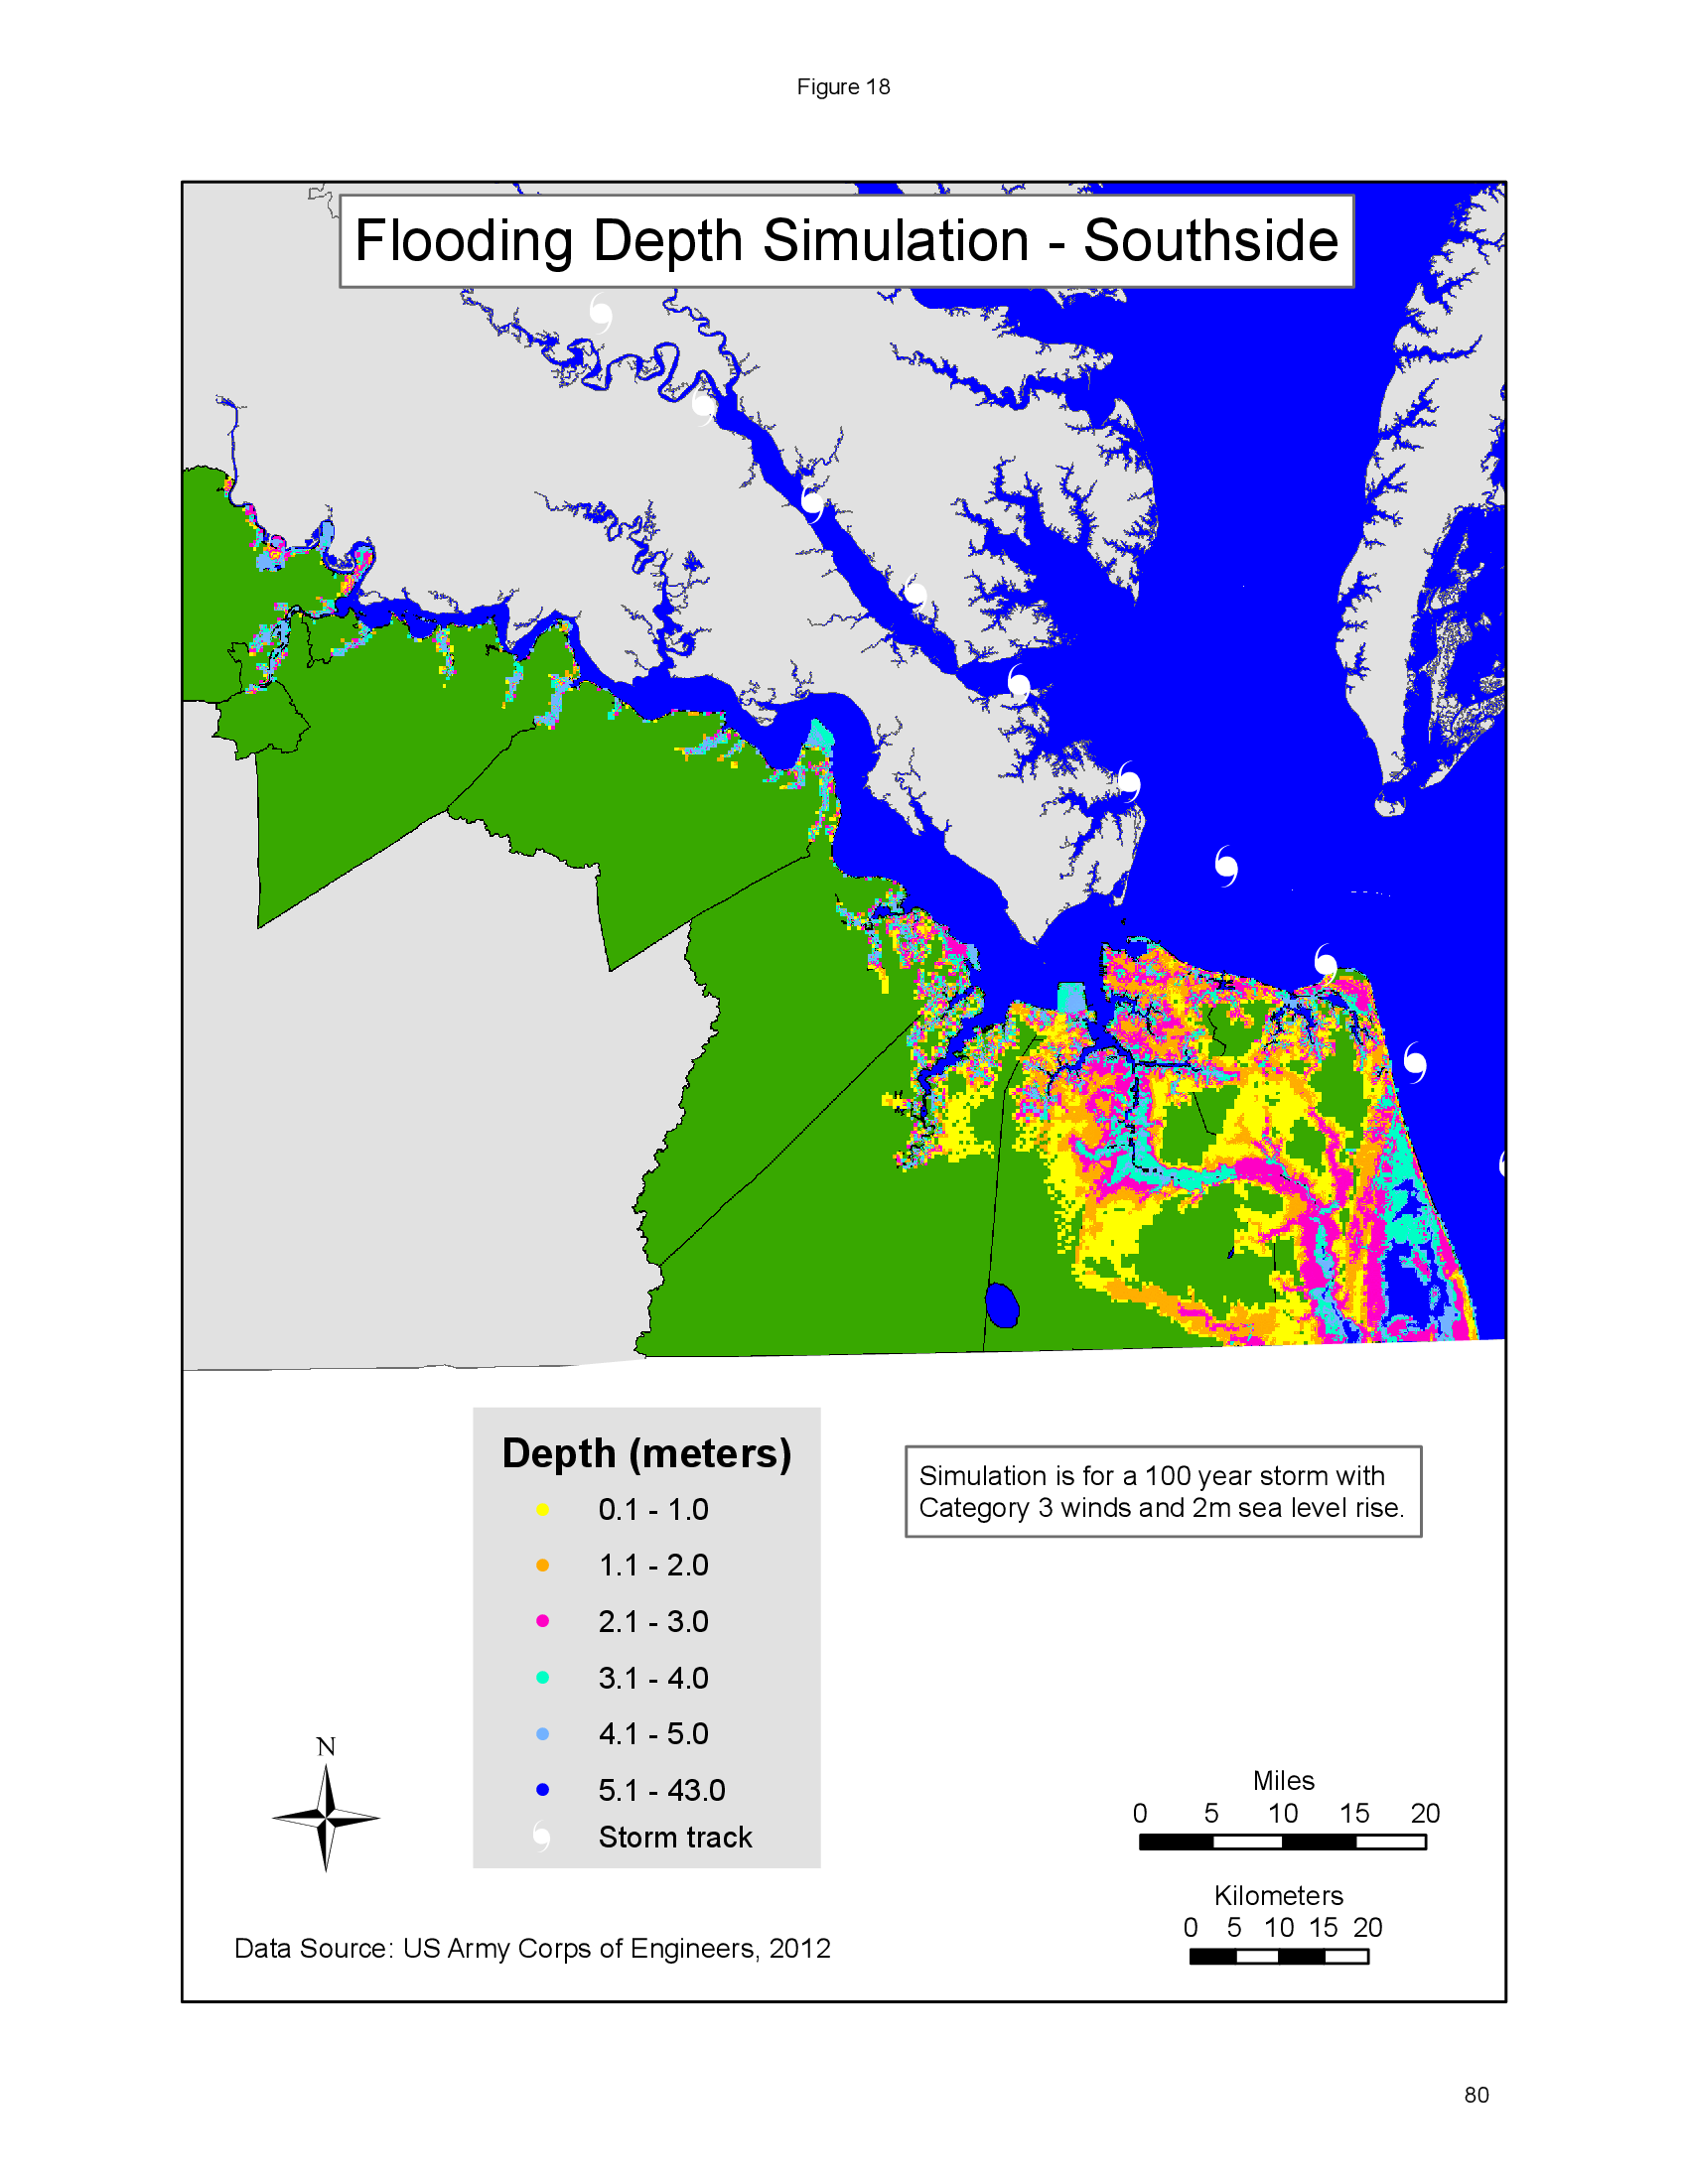 Figure 18
Flooding Depth Simulation - Southside
Depth (meters)
0.1 - 1.0
1.1 - 2.0
2.1 - 3.0
3.1 - 4.0
4.1 - 5.0
5.1 - 43.0
Storm track
Simulation is for a 100 year storm with
Category 3 winds and 2m sea level rise.
N
Miles
0 5 10 15 20
Kilometers
0 5 10 15 20
Data Source: US Army Corps of Engineers, 2012
80